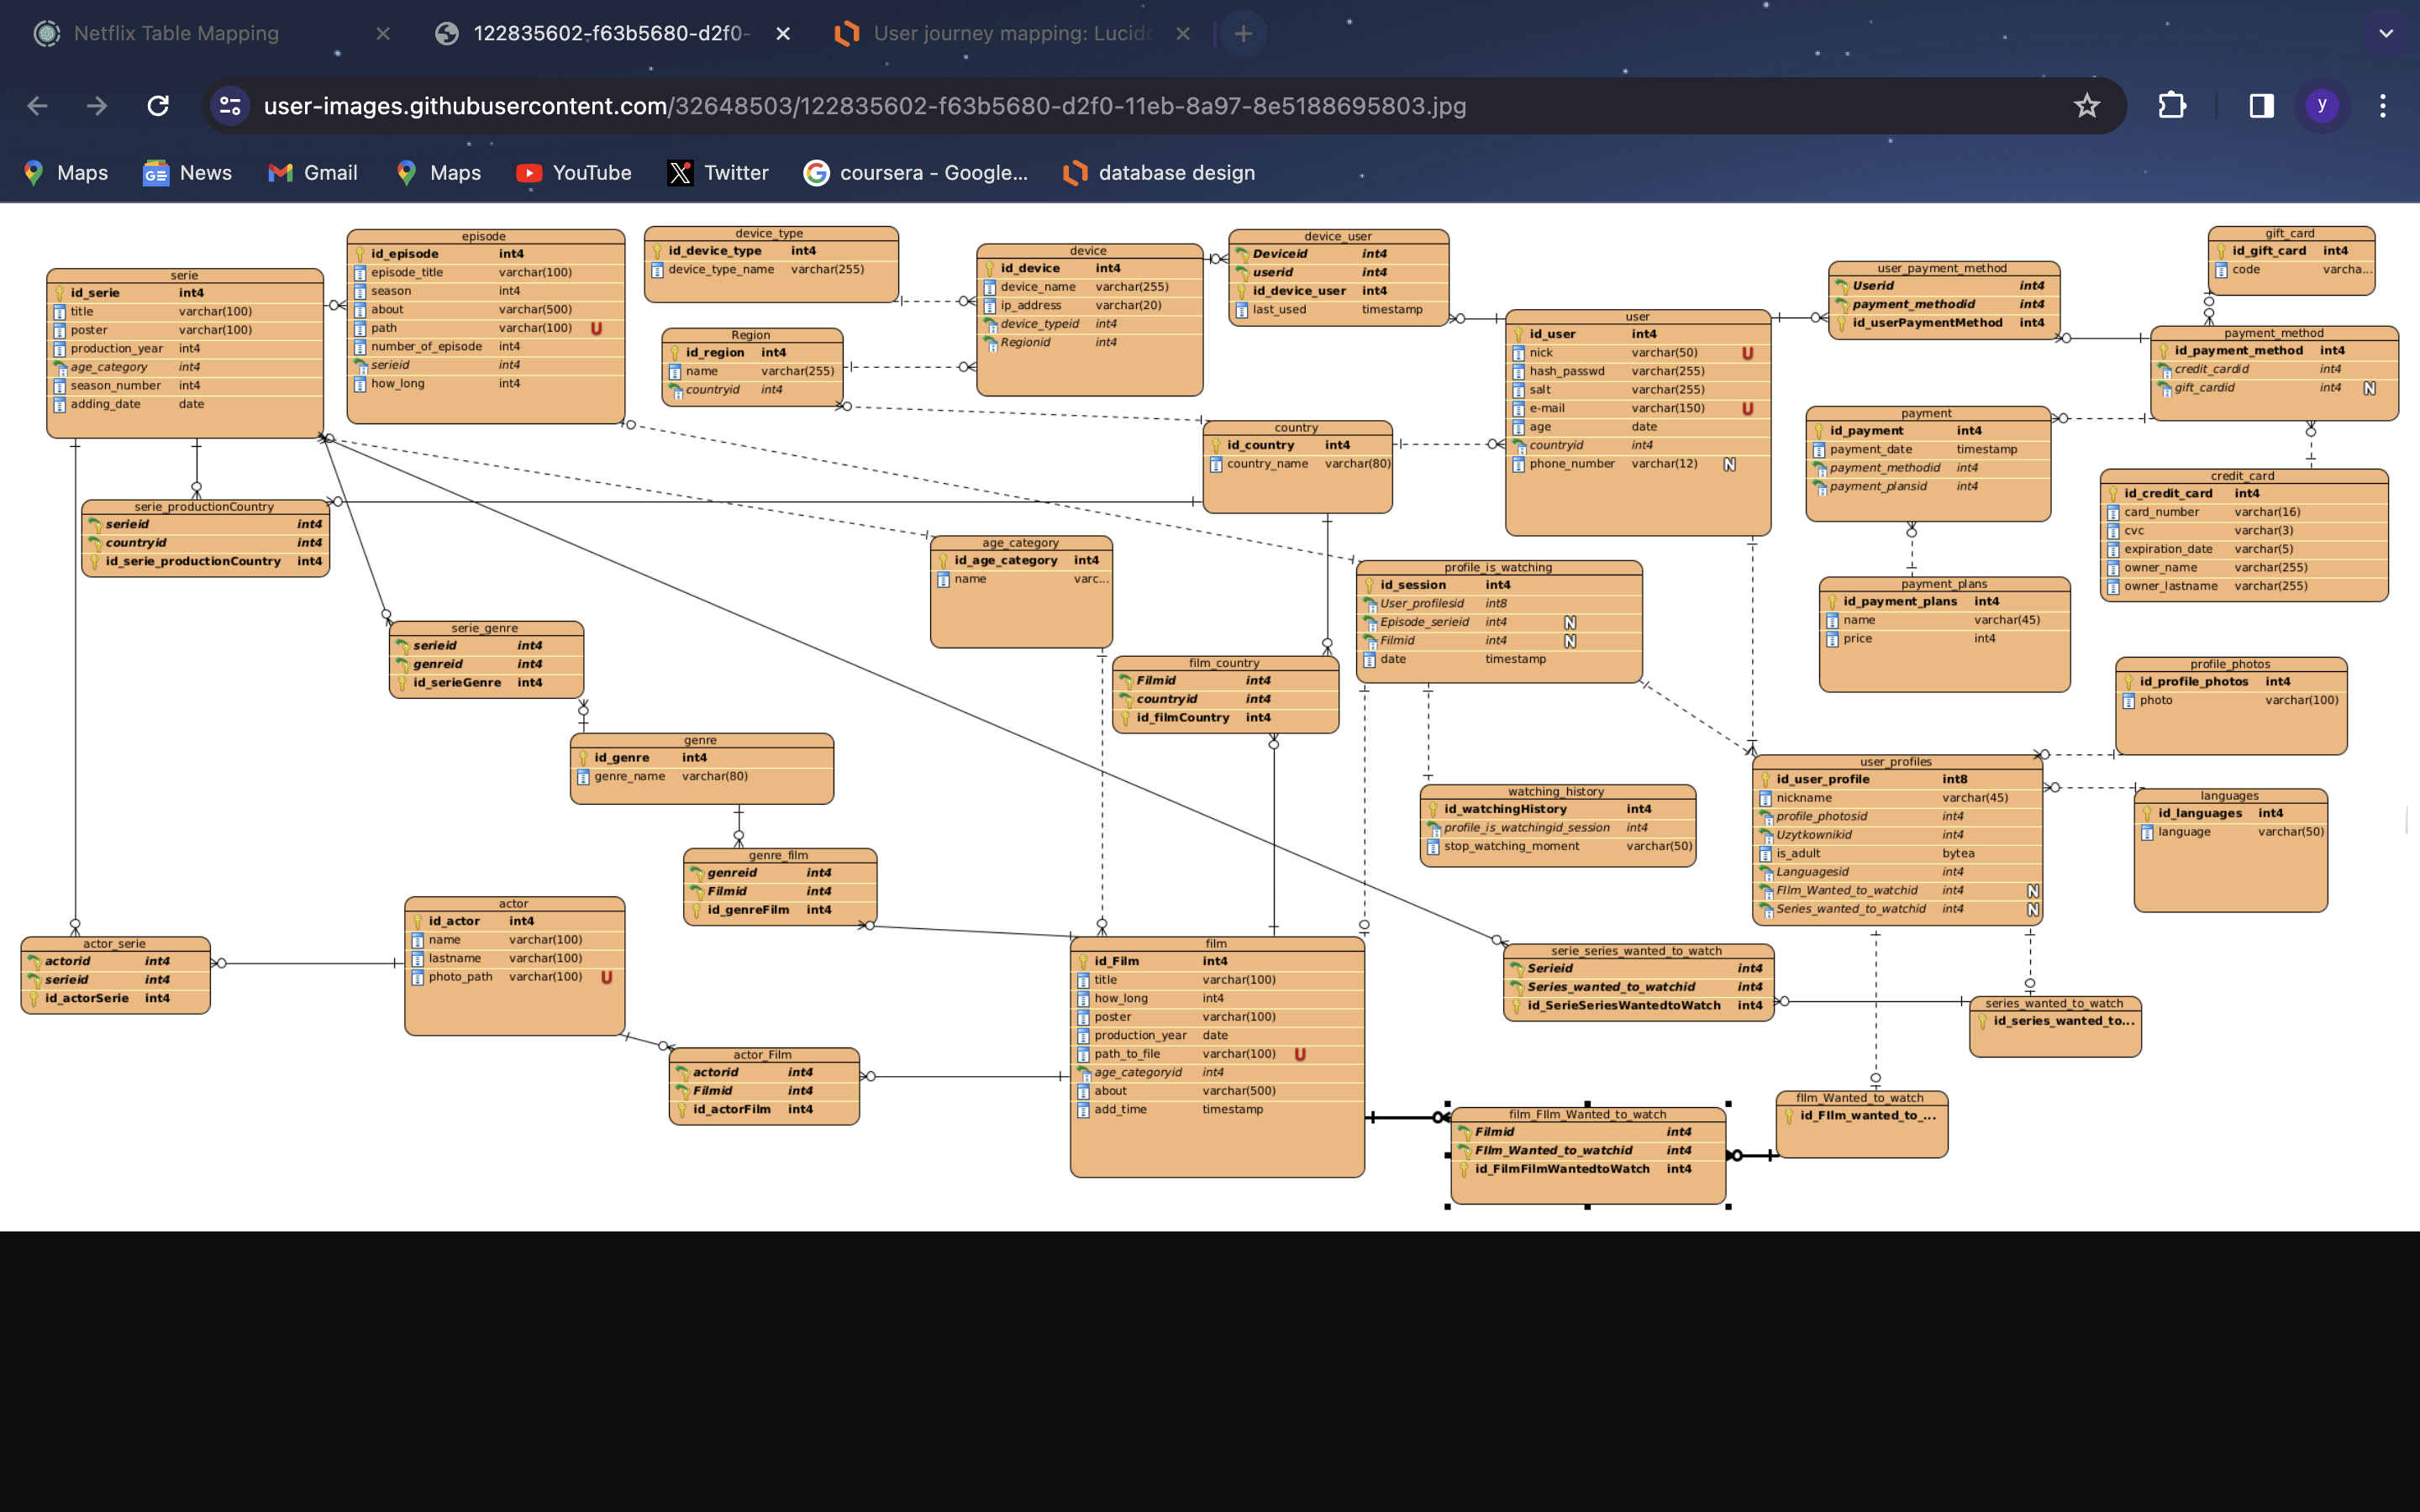 Netflix Table Mapping
122835602-f63b5680-d2f0-
User journey mapping: Lucidc
user-images.githubusercontent.com/32648503/122835602-f63b5680-d2f0-11eb-8a97-8e5188695803.jpg
y
Maps
News
Gmail
Maps
YouTube
Twitter
coursera - Google...
database design
serie
id_serie int4
title varchar(100)
poster varchar(100)
production_year int4
age_category int4
season_number int4
adding_date date
episode
id_episode int4
episode_title varchar(100)
season int4
about varchar(500)
path varchar(100) U
number_of_episode int4
serieid int4
how_long int4
device_type
id_device_type int4
device_type_name varchar(255)
Region
id_region int4
name varchar(255)
countryid int4
device
id_device int4
device_name varchar(255)
ip_address varchar(20)
device_typeid int4
Regionid int4
device_user
Deviceid int4
userid int4
id_device_user int4
last_used timestamp
user
id_user int4
nick varchar(50) U
hash_passwd varchar(255)
salt varchar(255)
e-mail varchar(150) U
age date
countryid int4
phone_number varchar(12) N
user_payment_method
Userid int4
payment_methodid int4
id_userPaymentMethod int4
gift_card
id_gift_card int4
code varcha...
payment_method
id_payment_method int4
credit_cardid int4
gift_cardid int4 N
payment
id_payment int4
payment_date timestamp
payment_methodid int4
payment_plansid int4
credit_card
id_credit_card int4
card_number varchar(16)
cvc varchar(3)
expiration_date varchar(5)
owner_name varchar(255)
owner_lastname varchar(255)
country
id_country int4
country_name varchar(80)
serie_productionCountry
serieid int4
countryid int4
id_serie_productionCountry int4
age_category
id_age_category int4
name varc...
profile_is_watching
id_session int4
User_profilesid int8
Episode_serieid int4 N
Filmid int4 N
date timestamp
payment_plans
id_payment_plans int4
name varchar(45)
price int4
serie_genre
serieid int4
genreid int4
id_serieGenre int4
film_country
Filmid int4
countryid int4
id_filmCountry int4
profile_photos
id_profile_photos int4
photo varchar(100)
genre
id_genre int4
genre_name varchar(80)
watching_history
id_watchingHistory int4
profile_is_watchingid_session int4
stop_watching_moment varchar(50)
user_profiles
id_user_profile int8
nickname varchar(45)
profile_photosid int4
Uzytkownikid int4
is_adult bytea
Languagesid int4
FIlm_Wanted_to_watchid int4 N
Series_wanted_to_watchid int4 N
languages
id_languages int4
language varchar(50)
genre_film
genreid int4
Filmid int4
id_genreFilm int4
actor
id_actor int4
name varchar(100)
lastname varchar(100)
photo_path varchar(100) U
actor_serie
actorid int4
serieid int4
id_actorSerie int4
film
id_Film int4
title varchar(100)
how_long int4
poster varchar(100)
production_year date
path_to_file varchar(100) U
age_categoryid int4
about varchar(500)
add_time timestamp
serie_series_wanted_to_watch
Serieid int4
Series_wanted_to_watchid int4
id_SerieSeriesWantedtoWatch int4
series_wanted_to_watch
id_series_wanted_to...
actor_Film
actorid int4
Filmid int4
id_actorFilm int4
film_FIlm_Wanted_to_watch
Filmid int4
FIlm_Wanted_to_watchid int4
id_FilmFilmWantedtoWatch int4
fIlm_Wanted_to_watch
id_FIlm_wanted_to_...